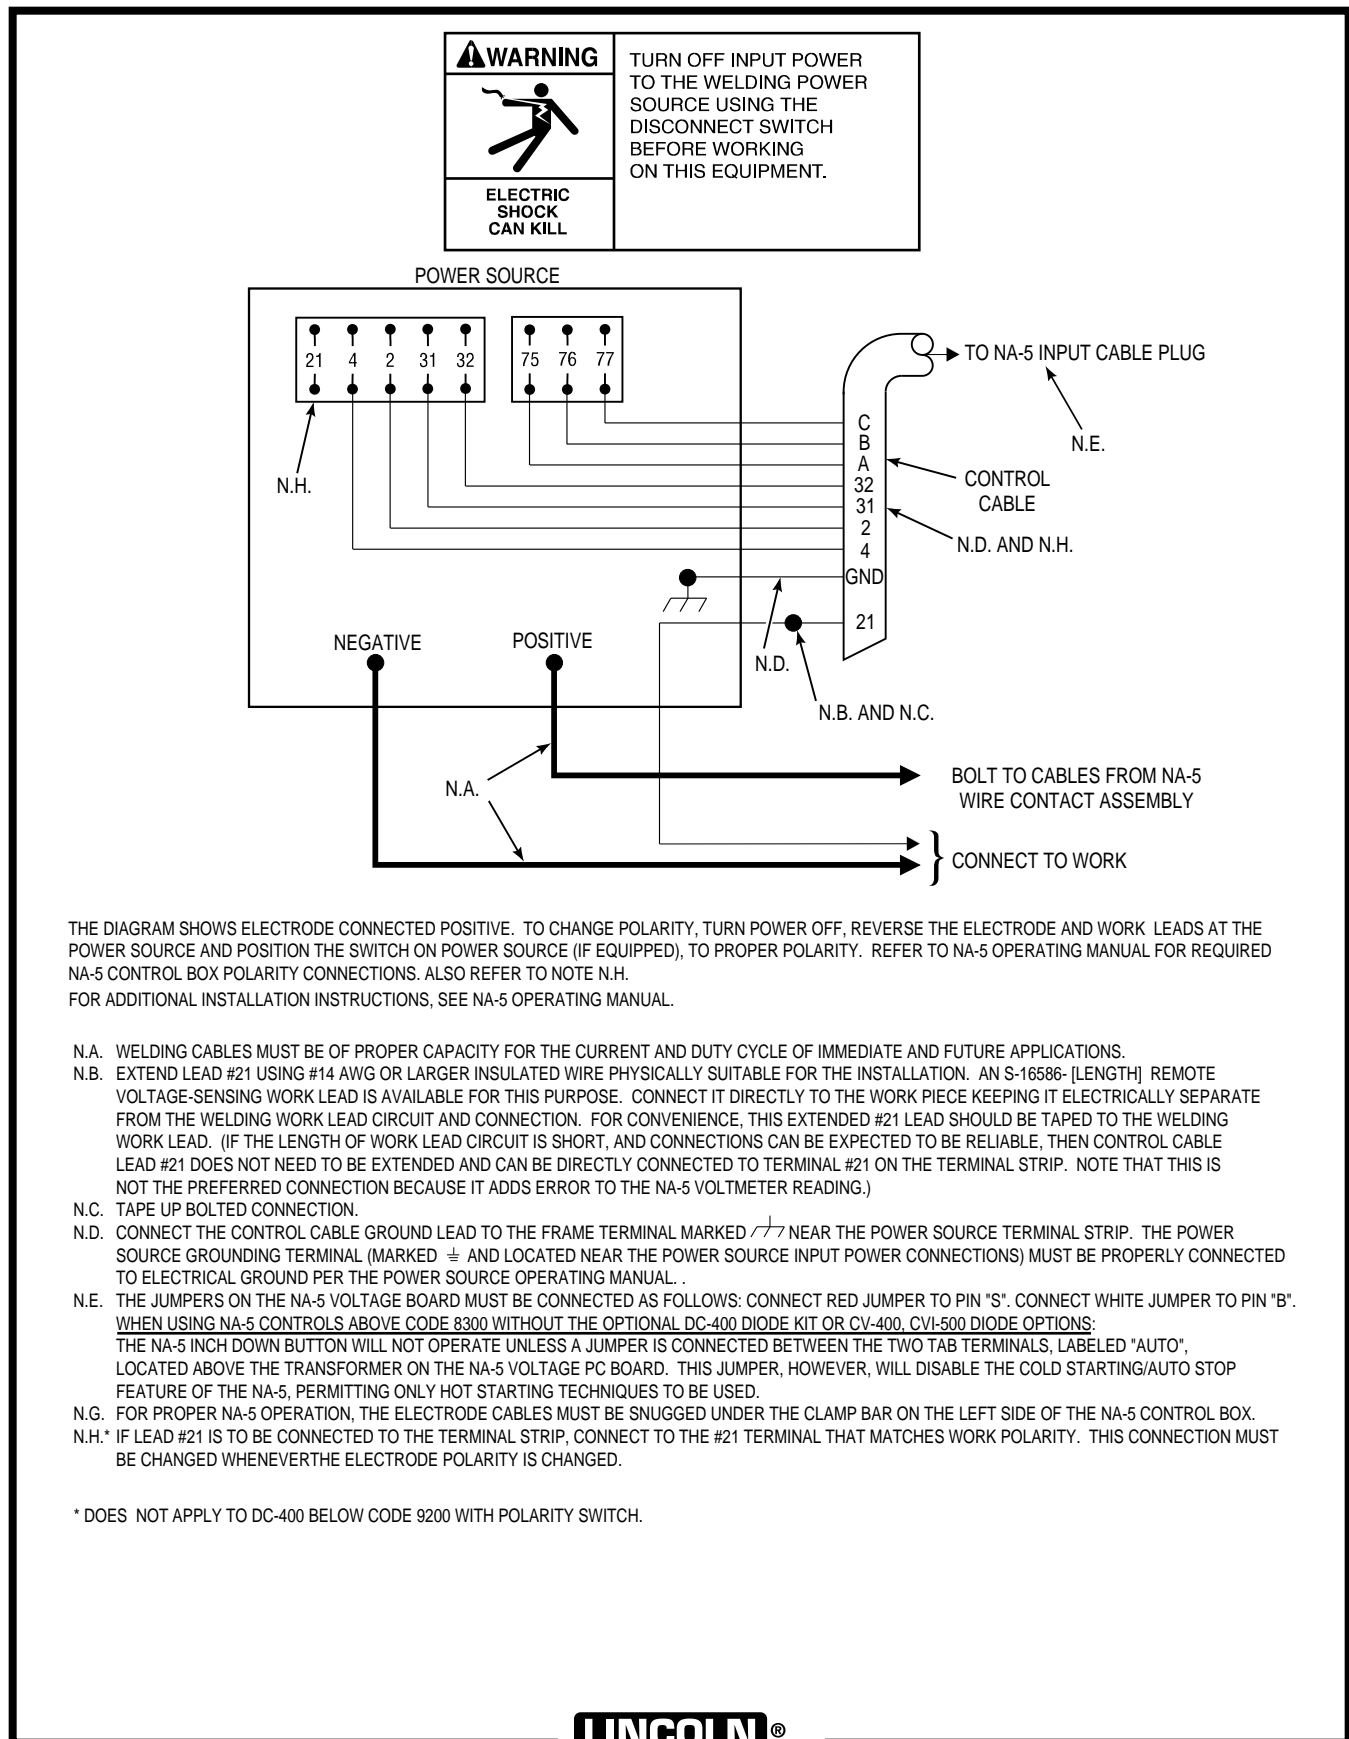 WARNING
ELECTRIC
SHOCK
CAN KILL
TURN OFF INPUT POWER
TO THE WELDING POWER
SOURCE USING THE
DISCONNECT SWITCH
BEFORE WORKING
ON THIS EQUIPMENT.
POWER SOURCE
21 4 2 31 32 75 76 77
TO NA-5 INPUT CABLE PLUG
N.E.
C
B
A
32
31
2
4
GND
21
N.H.
CONTROL
CABLE
N.D. AND N.H.
NEGATIVE
POSITIVE
N.D.
N.B. AND N.C.
N.A.
BOLT TO CABLES FROM NA-5
WIRE CONTACT ASSEMBLY
} CONNECT TO WORK
THE DIAGRAM SHOWS ELECTRODE CONNECTED POSITIVE. TO CHANGE POLARITY, TURN POWER OFF, REVERSE THE ELECTRODE AND WORK LEADS AT THE
POWER SOURCE AND POSITION THE SWITCH ON POWER SOURCE (IF EQUIPPED), TO PROPER POLARITY. REFER TO NA-5 OPERATING MANUAL FOR REQUIRED
NA-5 CONTROL BOX POLARITY CONNECTIONS. ALSO REFER TO NOTE N.H.
FOR ADDITIONAL INSTALLATION INSTRUCTIONS, SEE NA-5 OPERATING MANUAL.
N.A. WELDING CABLES MUST BE OF PROPER CAPACITY FOR THE CURRENT AND DUTY CYCLE OF IMMEDIATE AND FUTURE APPLICATIONS.
N.B. EXTEND LEAD #21 USING #14 AWG OR LARGER INSULATED WIRE PHYSICALLY SUITABLE FOR THE INSTALLATION. AN S-16586- [LENGTH] REMOTE
VOLTAGE-SENSING WORK LEAD IS AVAILABLE FOR THIS PURPOSE. CONNECT IT DIRECTLY TO THE WORK PIECE KEEPING IT ELECTRICALLY SEPARATE
FROM THE WELDING WORK LEAD CIRCUIT AND CONNECTION. FOR CONVENIENCE, THIS EXTENDED #21 LEAD SHOULD BE TAPED TO THE WELDING
WORK LEAD. (IF THE LENGTH OF WORK LEAD CIRCUIT IS SHORT, AND CONNECTIONS CAN BE EXPECTED TO BE RELIABLE, THEN CONTROL CABLE
LEAD #21 DOES NOT NEED TO BE EXTENDED AND CAN BE DIRECTLY CONNECTED TO TERMINAL #21 ON THE TERMINAL STRIP. NOTE THAT THIS IS
NOT THE PREFERRED CONNECTION BECAUSE IT ADDS ERROR TO THE NA-5 VOLTMETER READING.)
N.C. TAPE UP BOLTED CONNECTION.
N.D. CONNECT THE CONTROL CABLE GROUND LEAD TO THE FRAME TERMINAL MARKED NEAR THE POWER SOURCE TERMINAL STRIP. THE POWER
SOURCE GROUNDING TERMINAL (MARKED ⏚ AND LOCATED NEAR THE POWER SOURCE INPUT POWER CONNECTIONS) MUST BE PROPERLY CONNECTED
TO ELECTRICAL GROUND PER THE POWER SOURCE OPERATING MANUAL. .
N.E. THE JUMPERS ON THE NA-5 VOLTAGE BOARD MUST BE CONNECTED AS FOLLOWS: CONNECT RED JUMPER TO PIN "S". CONNECT WHITE JUMPER TO PIN "B".
WHEN USING NA-5 CONTROLS ABOVE CODE 8300 WITHOUT THE OPTIONAL DC-400 DIODE KIT OR CV-400, CVI-500 DIODE OPTIONS:
THE NA-5 INCH DOWN BUTTON WILL NOT OPERATE UNLESS A JUMPER IS CONNECTED BETWEEN THE TWO TAB TERMINALS, LABELED "AUTO",
LOCATED ABOVE THE TRANSFORMER ON THE NA-5 VOLTAGE PC BOARD. THIS JUMPER, HOWEVER, WILL DISABLE THE COLD STARTING/AUTO STOP
FEATURE OF THE NA-5, PERMITTING ONLY HOT STARTING TECHNIQUES TO BE USED.
N.G. FOR PROPER NA-5 OPERATION, THE ELECTRODE CABLES MUST BE SNUGGED UNDER THE CLAMP BAR ON THE LEFT SIDE OF THE NA-5 CONTROL BOX.
N.H.* IF LEAD #21 IS TO BE CONNECTED TO THE TERMINAL STRIP, CONNECT TO THE #21 TERMINAL THAT MATCHES WORK POLARITY. THIS CONNECTION MUST
BE CHANGED WHENEVERTHE ELECTRODE POLARITY IS CHANGED.
* DOES NOT APPLY TO DC-400 BELOW CODE 9200 WITH POLARITY SWITCH.
LINCOLN®